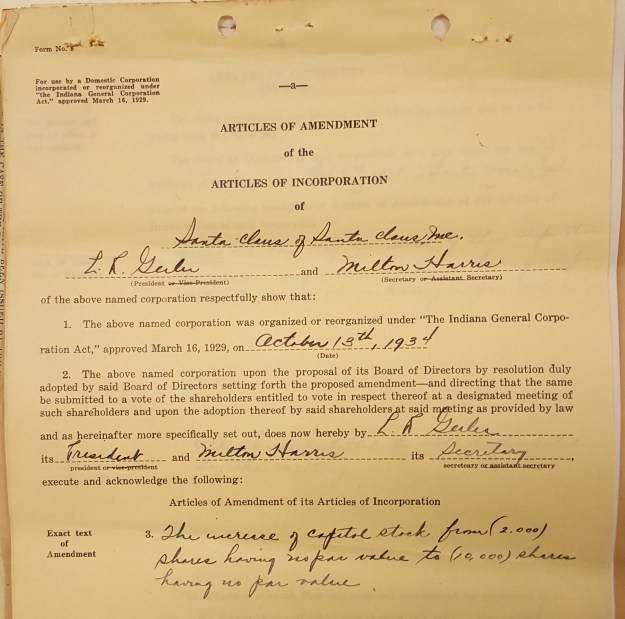 Form No. 8
For use by a Domestic Corporation
incorporated or reorganized under
"the Indiana General Corporation
Act," approved March 16, 1929.
—a—
ARTICLES OF AMENDMENT
of the
ARTICLES OF INCORPORATION
of
Santa Claus of Santa Claus, Inc.
L. R. and Milton Harris
(President or Vice-President) (Secretary or Assistant Secretary)
of the above named corporation respectfully show that:
1. The above named corporation was organized or reorganized under "The Indiana General Corpo-
ration Act," approved March 16, 1929, on October 13th, 1934
(Date)
2. The above named corporation upon the proposal of its Board of Directors by resolution duly
adopted by said Board of Directors setting forth the proposed amendment—and directing that the same
be submitted to a vote of the shareholders entitled to vote in respect thereof at a designated meeting of
such shareholders and upon the adoption thereof by said shareholders at said meeting as provided by law
and as hereinafter more specifically set out, does now hereby by L R
its President and Milton Harris its Secretary,
president or vice-president secreteary or assistant secretary
execute and acknowledge the following:
Articles of Amendment of its Articles of Incorporation
Exact text
of
Amendment
3. The increase of capitol stock from (2.000)
shares having no par value to (10,000) shares
having no par value